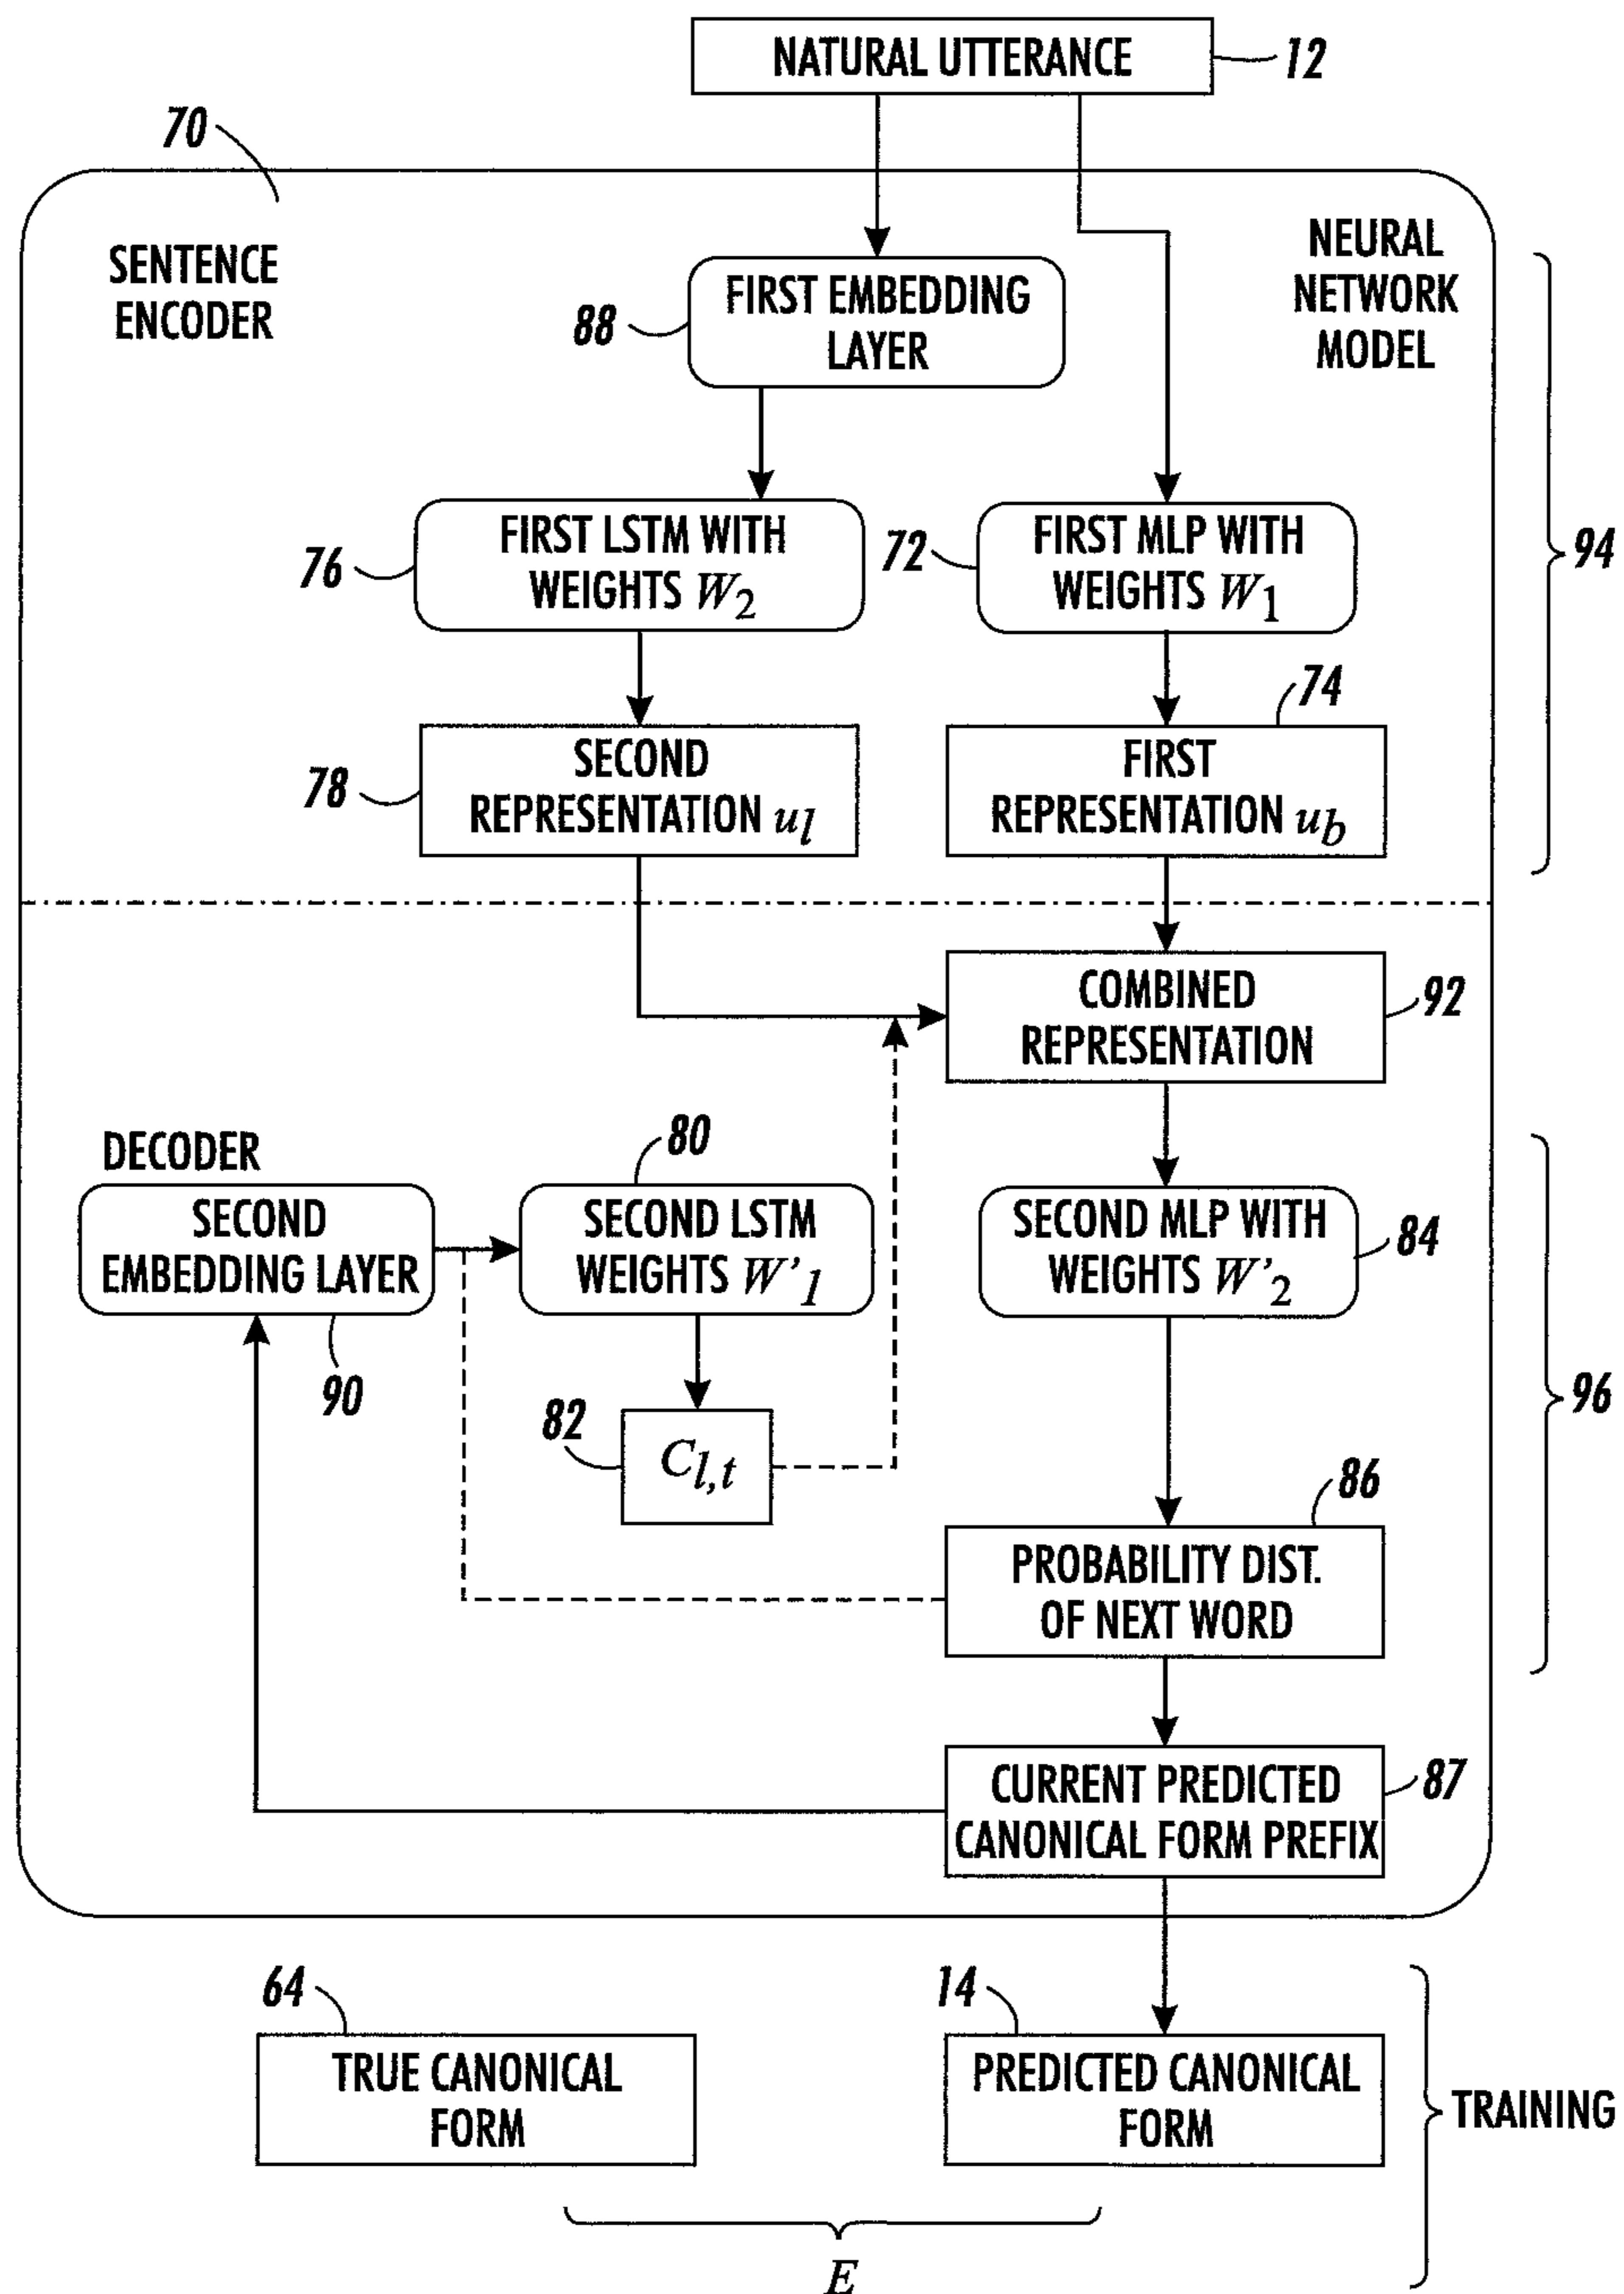 NATURAL UTTERANCE
12
70
SENTENCE
ENCODER
NEURAL
NETWORK
MODEL
FIRST EMBEDDING
LAYER
88
FIRST LSTM WITH
WEIGHTS W2
76
FIRST MLP WITH
WEIGHTS W1
72
94
SECOND
REPRESENTATION ul
78
FIRST
REPRESENTATION ub
74
COMBINED
REPRESENTATION
92
DECODER
SECOND
EMBEDDING LAYER
90
80
SECOND LSTM
WEIGHTS W'1
SECOND MLP WITH
WEIGHTS W'2
84
82
Cl,t
96
86
PROBABILITY DIST.
OF NEXT WORD
CURRENT PREDICTED
CANONICAL FORM PREFIX
87
64
TRUE CANONICAL
FORM
14
PREDICTED CANONICAL
FORM
TRAINING
E